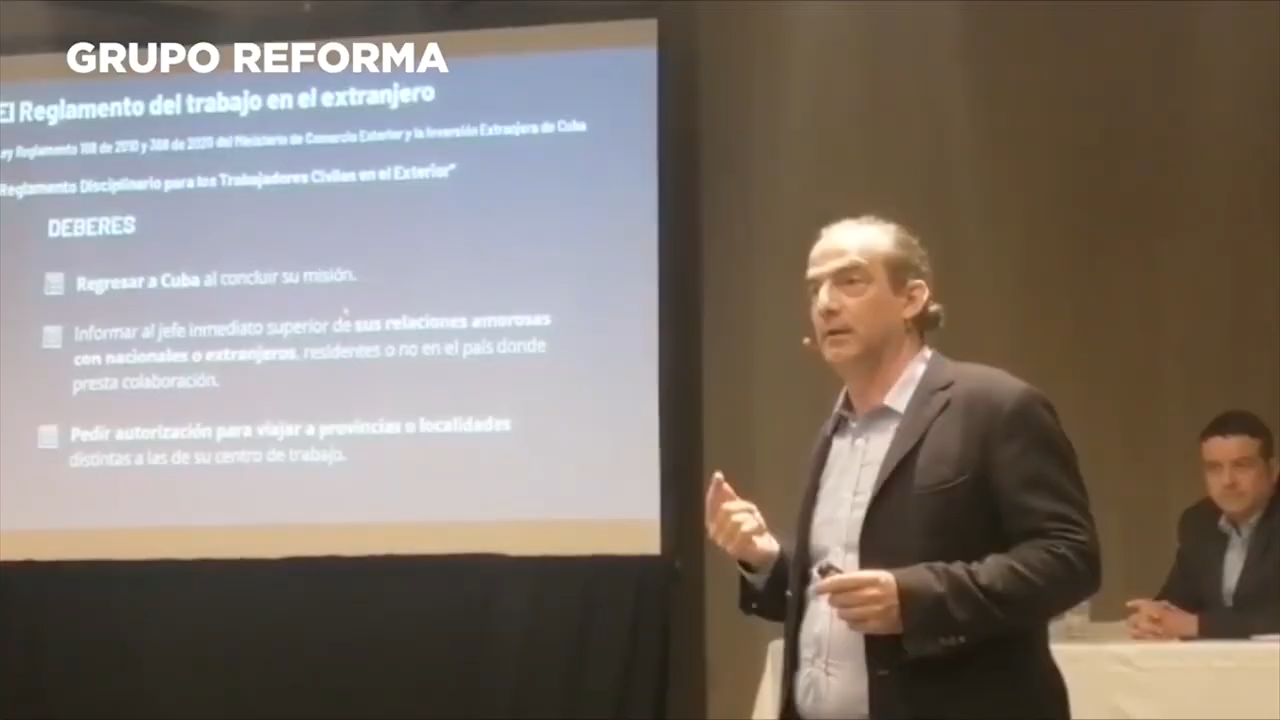 GRUPO REFORMA
El Reglamento del trabajo en el extranjero
Ley Reglamento 168 de 2010 y 368 de 2020 del Ministerio de Comercio Exterior y la Inversión Extranjera de Cuba
Reglamento Disciplinario para los Trabajadores Civiles en el Exterior"
DEBERES
Regresar a Cuba al concluir su misión.
Informar al jefe inmediato superior de sus relaciones amorosas
con nacionales o extranjeros, residentes o no en el país donde
presta colaboración.
Pedir autorización para viajar a provincias o localidades
distintas a las de su centro de trabajo.